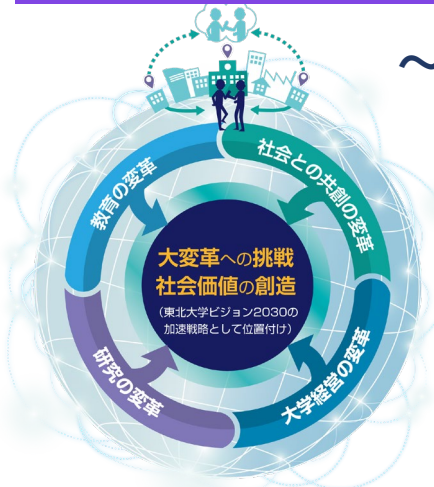 ～
教育の変革
社会との共創の変革
大変革への挑戦
社会価値の創造
（東北大学ビジョン2030の
加速戦略として位置付け）
研究の変革
大学経営の変革